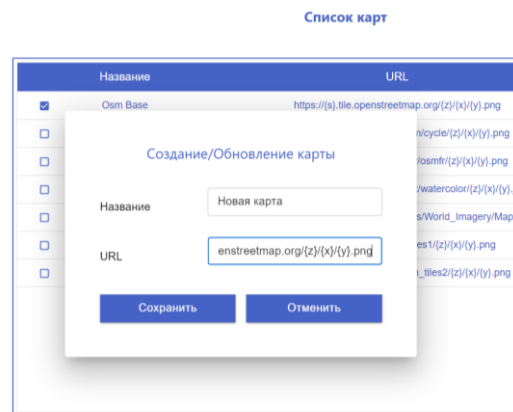 Список карт
Название URL
Osm Base https://{s}.tile.openstreetmap.org/{z}/{x}/{y}.png
/cycle/{z}/{x}/{y}.png
/osmfr/{z}/{x}/{y}.png
/watercolor/{z}/{x}/{y}.
s/World_Imagery/Map
es1/{z}/{x}/{y}.png
_tiles2/{z}/{x}/{y}.png
Создание/Обновление карты
Название Новая карта
URL enstreetmap.org/{z}/{x}/{y}.png
Сохранить Отменить